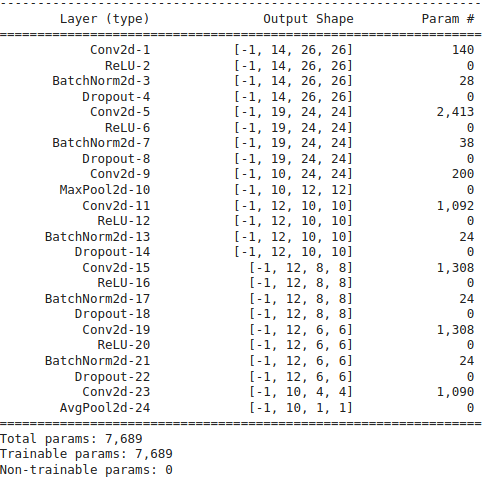 ----------------------------------------------------------------
Layer (type) Output Shape Param #
================================================================
Conv2d-1 [-1, 14, 26, 26] 140
ReLU-2 [-1, 14, 26, 26] 0
BatchNorm2d-3 [-1, 14, 26, 26] 28
Dropout-4 [-1, 14, 26, 26] 0
Conv2d-5 [-1, 19, 24, 24] 2,413
ReLU-6 [-1, 19, 24, 24] 0
BatchNorm2d-7 [-1, 19, 24, 24] 38
Dropout-8 [-1, 19, 24, 24] 0
Conv2d-9 [-1, 10, 24, 24] 200
MaxPool2d-10 [-1, 10, 12, 12] 0
Conv2d-11 [-1, 12, 10, 10] 1,092
ReLU-12 [-1, 12, 10, 10] 0
BatchNorm2d-13 [-1, 12, 10, 10] 24
Dropout-14 [-1, 12, 10, 10] 0
Conv2d-15 [-1, 12, 8, 8] 1,308
ReLU-16 [-1, 12, 8, 8] 0
BatchNorm2d-17 [-1, 12, 8, 8] 24
Dropout-18 [-1, 12, 8, 8] 0
Conv2d-19 [-1, 12, 6, 6] 1,308
ReLU-20 [-1, 12, 6, 6] 0
BatchNorm2d-21 [-1, 12, 6, 6] 24
Dropout-22 [-1, 12, 6, 6] 0
Conv2d-23 [-1, 10, 4, 4] 1,090
AvgPool2d-24 [-1, 10, 1, 1] 0
================================================================
Total params: 7,689
Trainable params: 7,689
Non-trainable params: 0